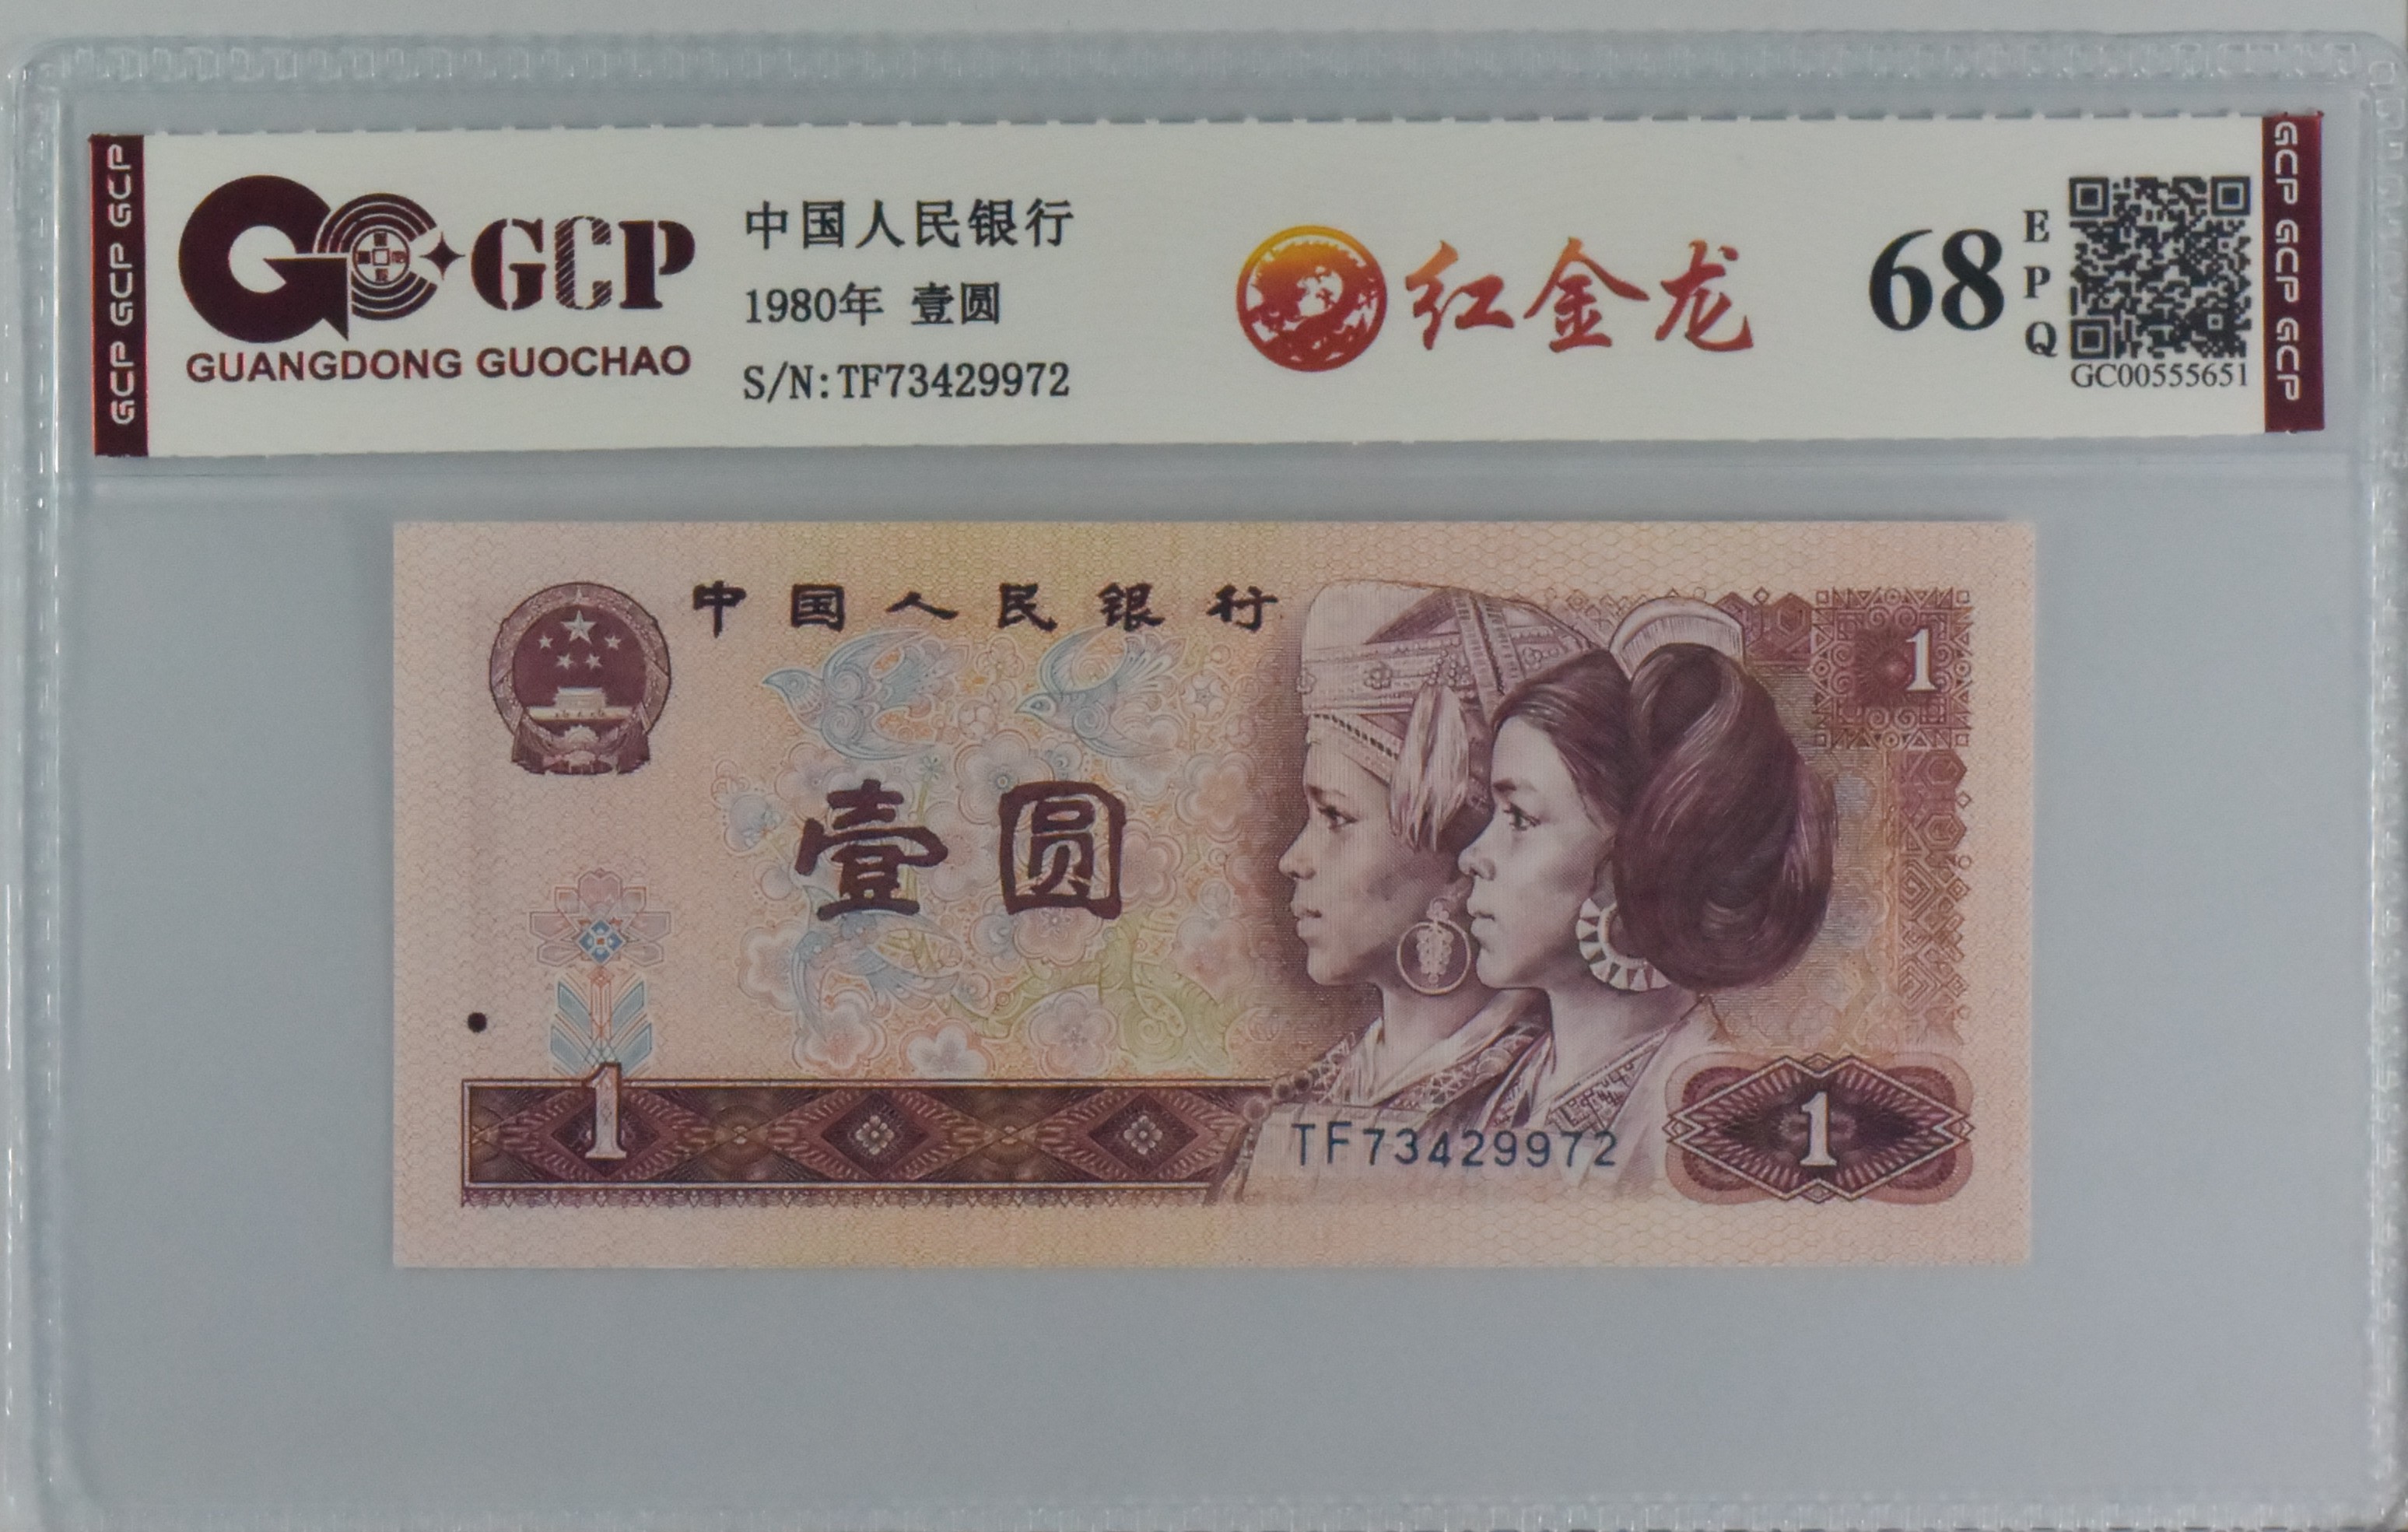 GCP GCP GCP
GCP
GUANGDONG GUOCHAO
中国人民银行
1980年 壹圆
S/N:TF73429972
红金龙
68
EPQ
GC00555651
GCP GCP GCP
中国人民银行
1
壹圆
1
TF73429972
1